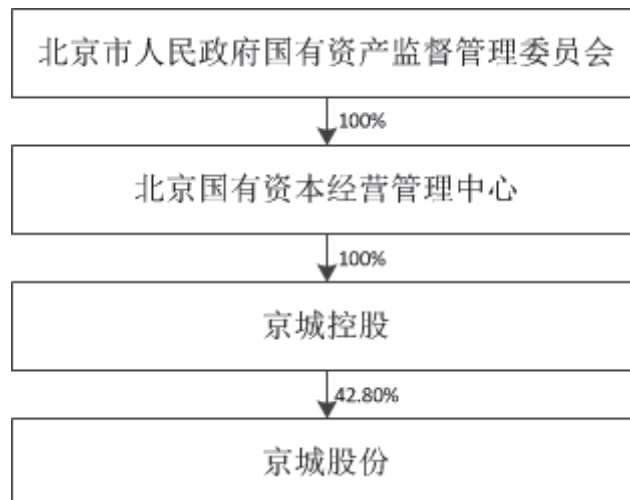 北京市人民政府国有资产监督管理委员会
100%
北京国有资本经营管理中心
100%
京城控股
42.80%
京城股份